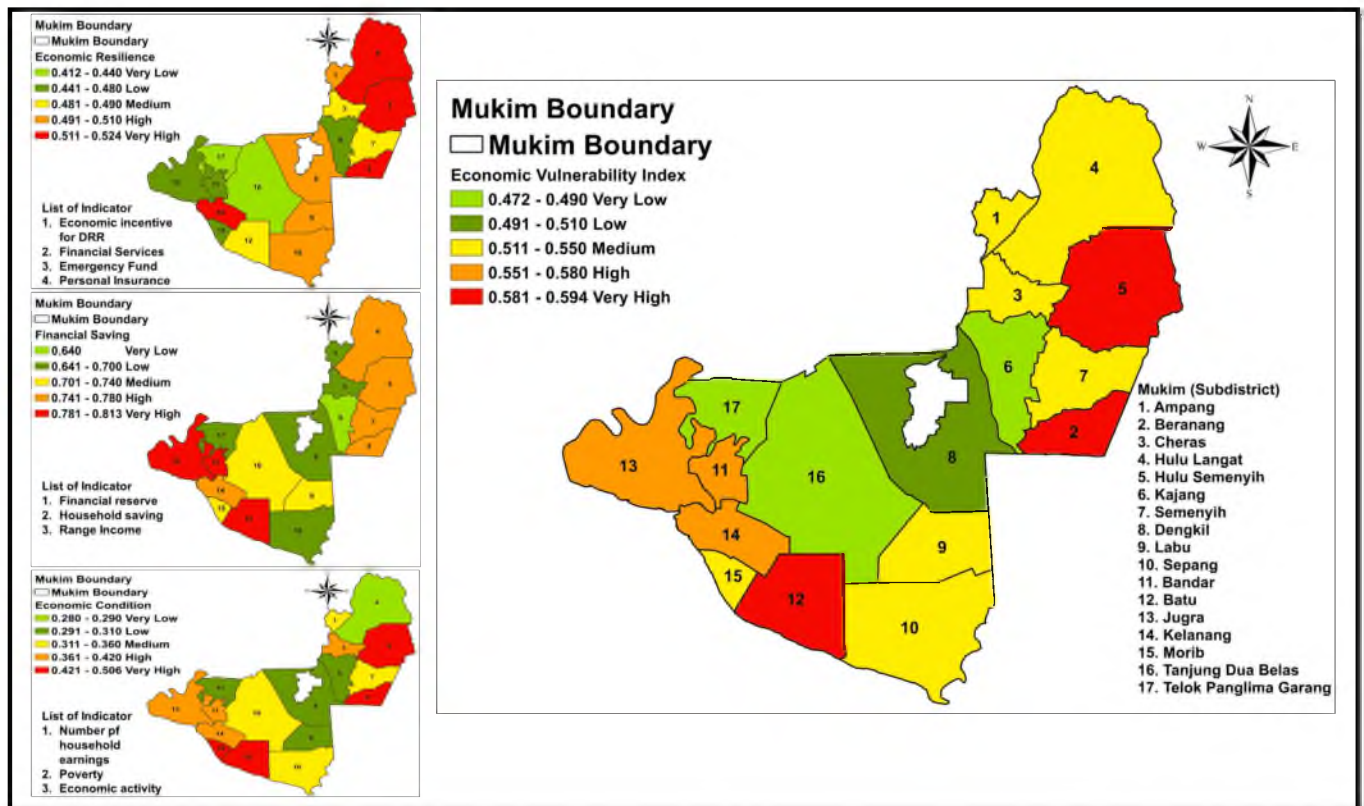 Mukim Boundary
Mukim Boundary
Economic Resilience
0.412 - 0.440 Very Low
0.441 - 0.480 Low
0.481 - 0.490 Medium
0.491 - 0.510 High
0.511 - 0.524 Very High
List of Indicator
1. Economic incentive
for DRR
2. Financial Services
3. Emergency Fund
4. Personal Insurance
Mukim Boundary
Mukim Boundary
Financial Saving
0.640 Very Low
0.641 - 0.700 Low
0.701 - 0.740 Medium
0.741 - 0.780 High
0.781 - 0.813 Very High
List of Indicator
1. Financial reserve
2. Household saving
3. Range Income
Mukim Boundary
Mukim Boundary
Economic Condition
0.280 - 0.290 Very Low
0.291 - 0.310 Low
0.311 - 0.360 Medium
0.361 - 0.420 High
0.421 - 0.506 Very High
List of Indicator
1. Number pf
household
earnings
2. Poverty
3. Economic activity
Mukim Boundary
Mukim Boundary
Economic Vulnerability Index
0.472 - 0.490 Very Low
0.491 - 0.510 Low
0.511 - 0.550 Medium
0.551 - 0.580 High
0.581 - 0.594 Very High
N
W E
S
4
1
5
3
6
7
2
17
13
11
16
8
14
9
15
12
10
Mukim (Subdistrict)
1. Ampang
2. Beranang
3. Cheras
4. Hulu Langat
5. Hulu Semenyih
6. Kajang
7. Semenyih
8. Dengkil
9. Labu
10. Sepang
11. Bandar
12. Batu
13. Jugra
14. Kelanang
15. Morib
16. Tanjung Dua Belas
17. Telok Panglima Garang